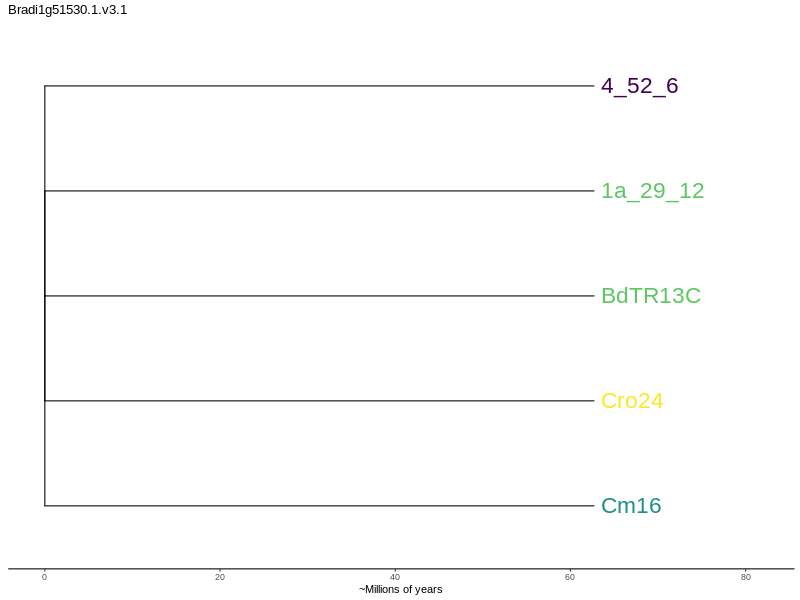 Bradi1g51530.1.v3.1
4_52_6
1a_29_12
BdTR13C
Cro24
Cm16
0 20 40 60 80
~Millions of years